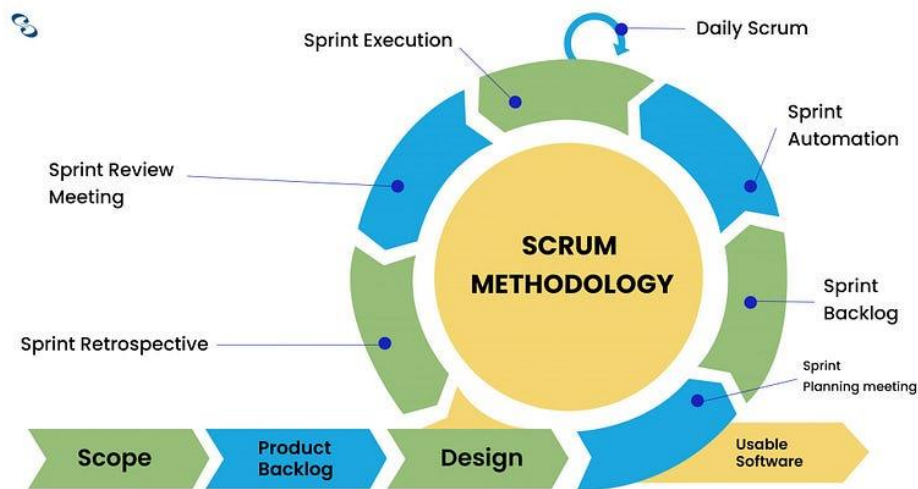 Sprint Execution
Daily Scrum
Sprint
Automation
Sprint Review
Meeting
SCRUM
METHODOLOGY
Sprint
Backlog
Sprint Retrospective
Sprint
Planning meeting
Scope
Product
Backlog
Design
Usable
Software